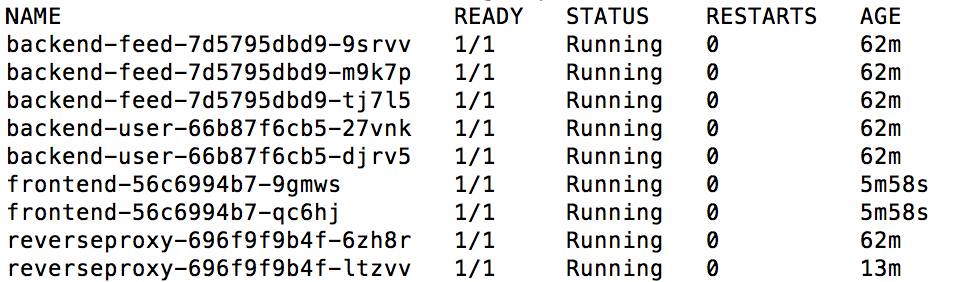 NAME READY STATUS RESTARTS AGE
backend-feed-7d5795dbd9-9srvv 1/1 Running 0 62m
backend-feed-7d5795dbd9-m9k7p 1/1 Running 0 62m
backend-feed-7d5795dbd9-tj7l5 1/1 Running 0 62m
backend-user-66b87f6cb5-27vnk 1/1 Running 0 62m
backend-user-66b87f6cb5-djrv5 1/1 Running 0 62m
frontend-56c6994b7-9gmws 1/1 Running 0 5m58s
frontend-56c6994b7-qc6hj 1/1 Running 0 5m58s
reverseproxy-696f9f9b4f-6zh8r 1/1 Running 0 62m
reverseproxy-696f9f9b4f-ltzvv 1/1 Running 0 13m